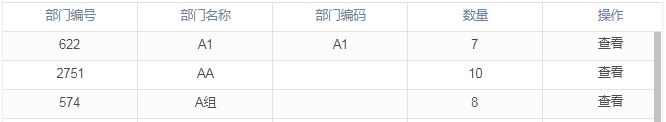 部门编号 部门名称 部门编码 数量 操作
622 A1 A1 7 查看
2751 AA 10 查看
574 A组 8 查看